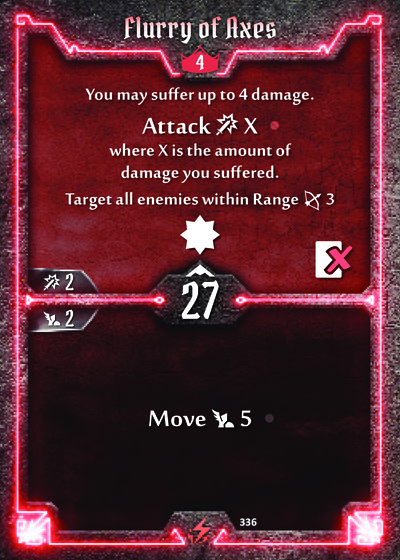 Flurry of Axes
4
You may suffer up to 4 damage.
Attack X
where X is the amount of
damage you suffered.
Target all enemies within Range 3
2
27
2
Move 5
336